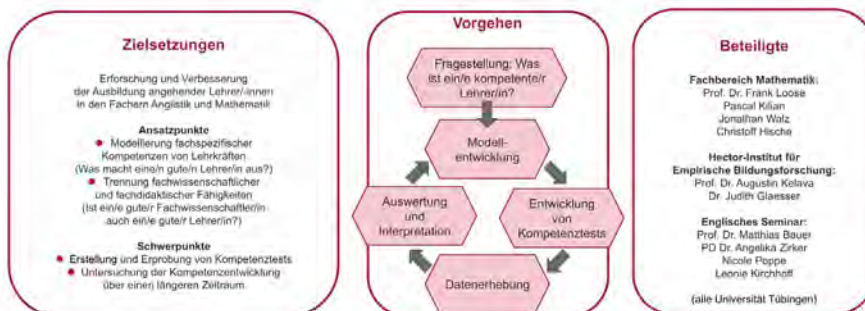 Zielsetzungen
Erforschung und Verbesserung
der Ausbildung angehender Lehrer/-innen
in den Fächern Anglistik und Mathematik
Ansatzpunkte
Modellierung fachspezifischer
Kompetenzen von Lehrkräften
(Was macht eine/n gute/n Lehrer/in aus?)
Trennung fachwissenschaftlicher
und fachdidaktischer Fähigkeiten
(Ist ein/e gute/r Fachwissenschaftler/in
auch ein/e gute/r Lehrer/in?)
Schwerpunkte
Erstellung und Erprobung von Kompetenztests
Untersuchung der Kompetenzentwicklung
über einen längeren Zeitraum
Vorgehen
Fragestellung: Was
ist ein/e kompetente/r
Lehrer/in?
Modell-
entwicklung
Entwicklung
von
Kompetenztests
Datenerhebung
Auswertung
und
Interpretation
Beteiligte
Fachbereich Mathematik:
Prof. Dr. Frank Loose
Pascal Kilian
Jonathan Walz
Christoff Hische
Hector-Institut für
Empirische Bildungsforschung:
Prof. Dr. Augustin Kelava
Dr. Judith Glaesser
Englisches Seminar:
Prof. Dr. Matthias Bauer
PD Dr. Angelika Zirker
Nicole Poppe
Leonie Kirchhoff
(alle Universität Tübingen)